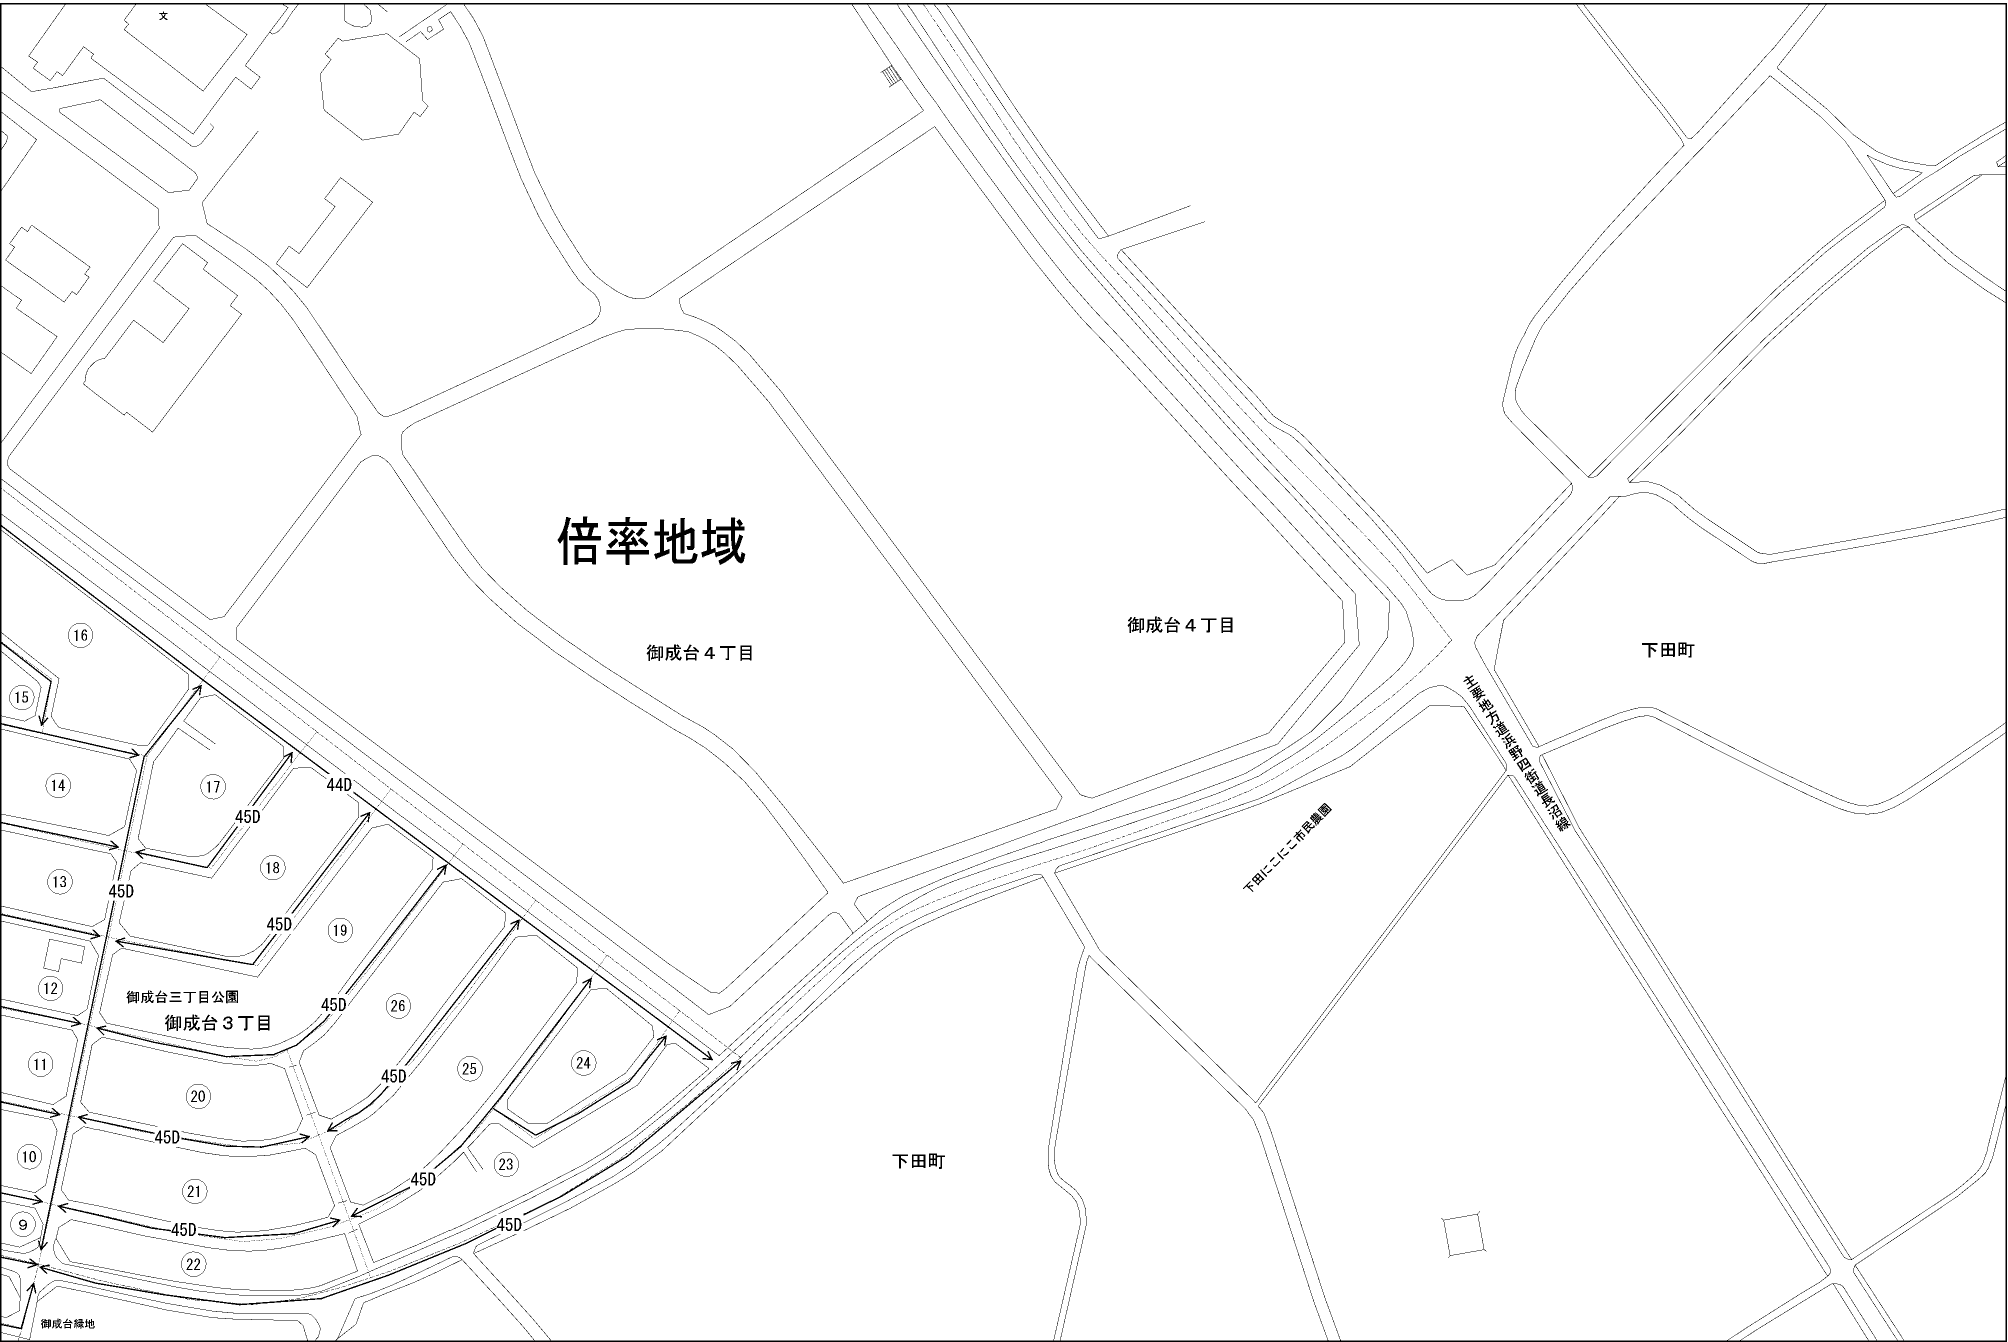 文
倍率地域
御成台４丁目
御成台４丁目
下田町
主要地方道浜野四街道長沼線
下田にこにこ市民農園
⑯
⑮
⑭
⑰
44D
45D
⑱
⑬
45D
45D
⑲
⑫
御成台三丁目公園
御成台３丁目
45D
㉖
⑪
⑳
45D
㉕
㉔
⑩
45D
㉑
㉓
45D
⑨
45D
45D
㉒
下田町
御成台緑地